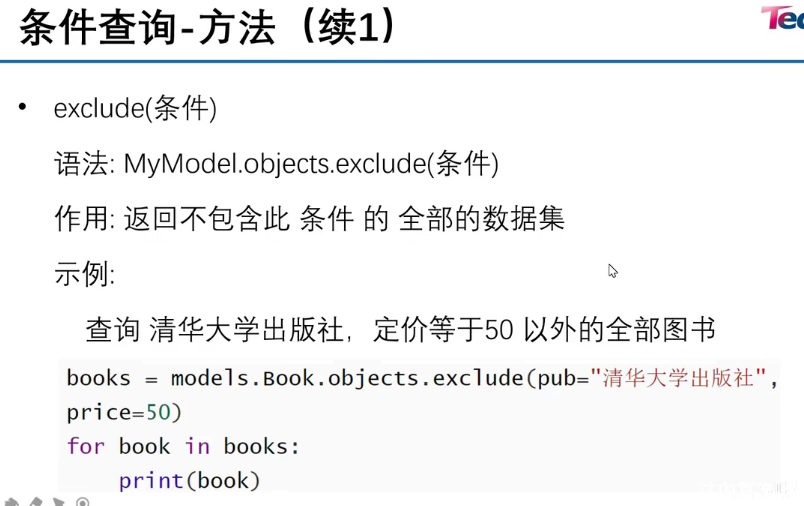 条件查询-方法（续1）
Tec
• exclude(条件)
语法: MyModel.objects.exclude(条件)
作用: 返回不包含此 条件 的 全部的数据集
示例:
查询 清华大学出版社，定价等于50 以外的全部图书
books = models.Book.objects.exclude(pub="清华大学出版社",
price=50)
for book in books:
print(book)